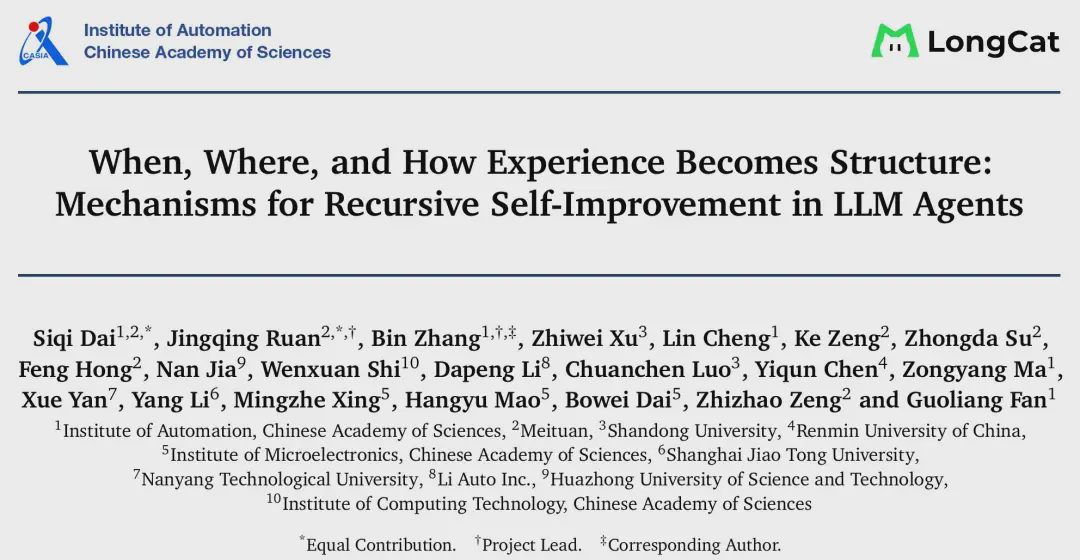 Institute of Automation
Chinese Academy of Sciences
CASIA
LongCat
When, Where, and How Experience Becomes Structure:
Mechanisms for Recursive Self-Improvement in LLM Agents
Siqi Dai1,2,*, Jingqing Ruan2,*,†, Bin Zhang1,†,‡, Zhiwei Xu3, Lin Cheng1, Ke Zeng2, Zhongda Su2,
Feng Hong2, Nan Jia9, Wenxuan Shi10, Dapeng Li8, Chuanchen Luo3, Yiqun Chen4, Zongyang Ma1,
Xue Yan7, Yang Li6, Mingzhe Xing5, Hangyu Mao5, Bowei Dai5, Zhizhao Zeng2 and Guoliang Fan1
1Institute of Automation, Chinese Academy of Sciences, 2Meituan, 3Shandong University, 4Renmin University of China,
5Institute of Microelectronics, Chinese Academy of Sciences, 6Shanghai Jiao Tong University,
7Nanyang Technological University, 8Li Auto Inc., 9Huazhong University of Science and Technology,
10Institute of Computing Technology, Chinese Academy of Sciences
*Equal Contribution. †Project Lead. ‡Corresponding Author.